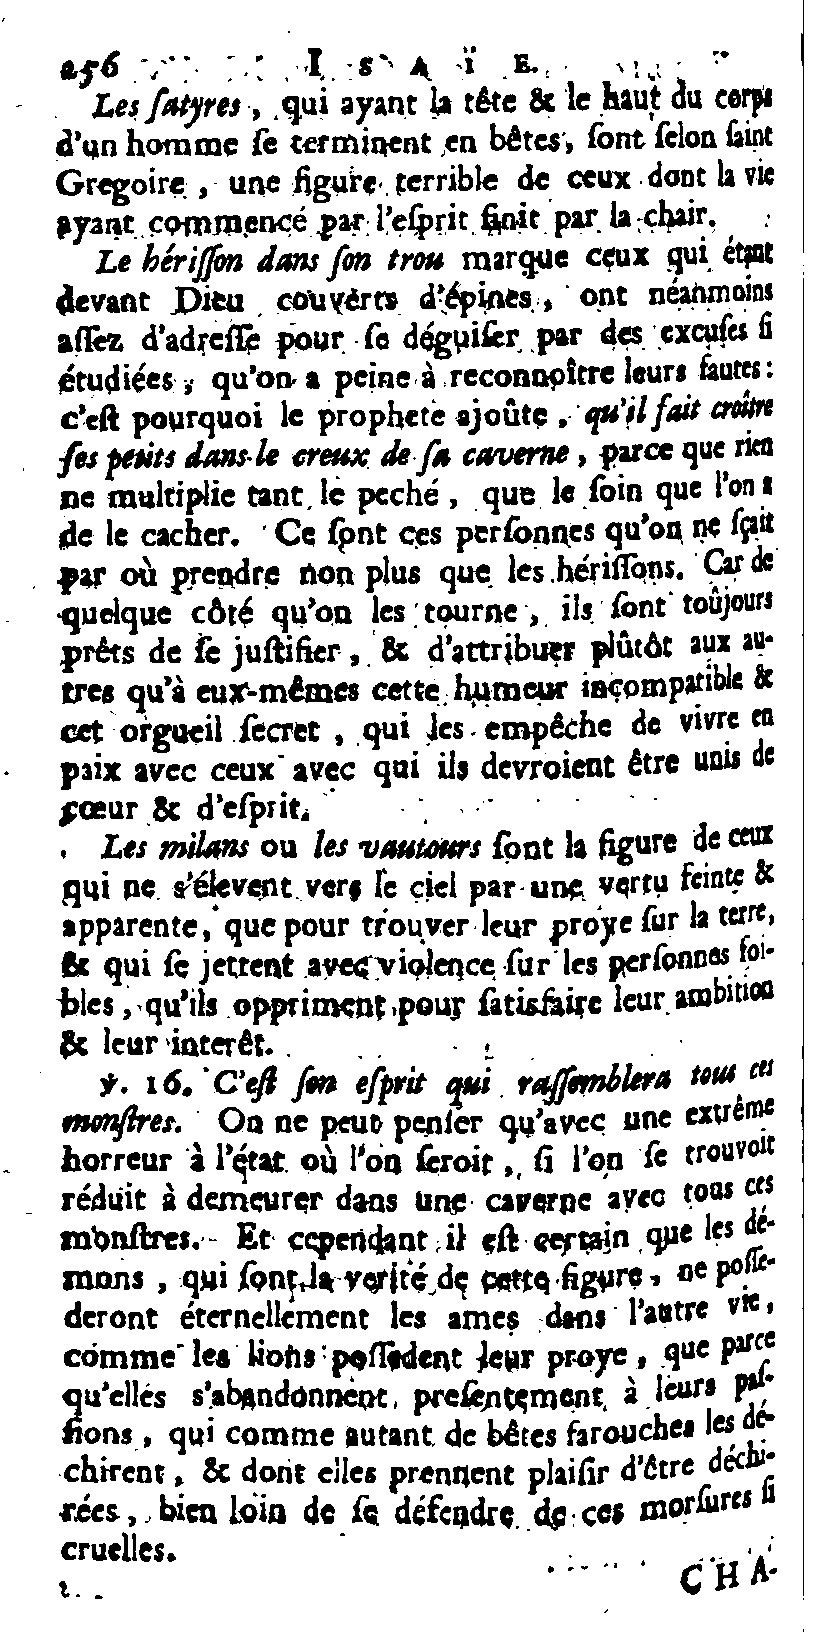 256 ISAÏE.
Les ſatyres, qui ayant la tête & le haut du corps
d'un homme ſe terminent en bêtes, ſont ſelon ſaint
Gregoire, une figure terrible de ceux dont la vie
ayant commencé par l'eſprit finit par la chair.
Le hériſſon dans ſon trou marque ceux qui étant
devant Dieu couverts d'épines, ont néanmoins
aſſez d'adreſſe pour ſe déguiſer par des excuſes ſi
étudiées, qu'on a peine à reconnoître leurs fautes:
c'eſt pourquoi le prophete ajoûte, qu'il fait croître
ſes petits dans le creux de ſa caverne, parce que rien
ne multiplie tant le peché, que le ſoin que l'on a
de le cacher. Ce ſont ces perſonnes qu'on ne ſçait
par où prendre non plus que les hériſſons. Car de
quelque côté qu'on les tourne, ils ſont toûjours
prêts de ſe juſtifier, & d'attribuer plûtôt aux au-
tres qu'à eux-mêmes cette humeur incompatible &
cet orgueil ſecret, qui les empêche de vivre en
paix avec ceux avec qui ils devroient être unis de
cœur & d'eſprit.
Les milans ou les vautours ſont la figure de ceux
qui ne s'élevent vers le ciel par une vertu feinte &
apparente, que pour trouver leur proye ſur la terre,
& qui ſe jettent avec violence ſur les perſonnes foi-
bles, qu'ils oppriment pour ſatisfaire leur ambition
& leur interêt.
℣. 16. C'eſt ſon eſprit qui raſſemblera tous ces
monſtres. On ne peut penſer qu'avec une extrême
horreur à l'état où l'on ſeroit, ſi l'on ſe trouvoit
réduit à demeurer dans une caverne avec tous ces
monſtres. Et cependant il eſt certain que les dé-
mons, qui ſont la verité de cette figure, ne poſſe-
deront éternellement les ames dans l'autre vie,
comme les lions poſſedent leur proye, que parce
qu'elles s'abandonnent preſentement à leurs paſ-
ſions, qui comme autant de bêtes farouches les dé-
chirent, & dont elles prennent plaiſir d'être déchi-
rées, bien loin de ſe défendre de ces morſures ſi
cruelles.
CHA-